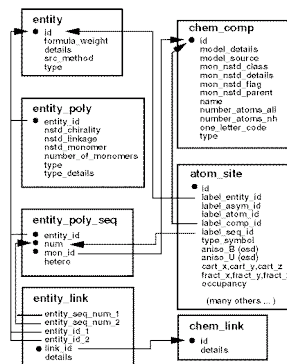 entity
id
formula_weight
details
src_method
type
entity_poly
entity_id
nstd_chirality
nstd_linkage
nstd_monomer
number_of_monomers
type
type_details
entity_poly_seq
entity_id
num
mon_id
hetero
entity_link
entity_seq_num_1
entity_seq_num_2
entity_id_1
entity_id_2
link_id
details
chem_comp
id
model_details
model_source
mon_nstd_class
mon_nstd_details
mon_nstd_flag
mon_nstd_parent
name
number_atoms_all
number_atoms_nh
one_letter_code
type
atom_site
id
label_entity_id
label_asym_id
label_atom_id
label_comp_id
label_seq_id
type_symbol
aniso_B (esd)
aniso_U (esd)
cart_x,cart_y,cart_z
fract_x,fract_y,fract_z
occupancy
(many others ... )
chem_link
id
details